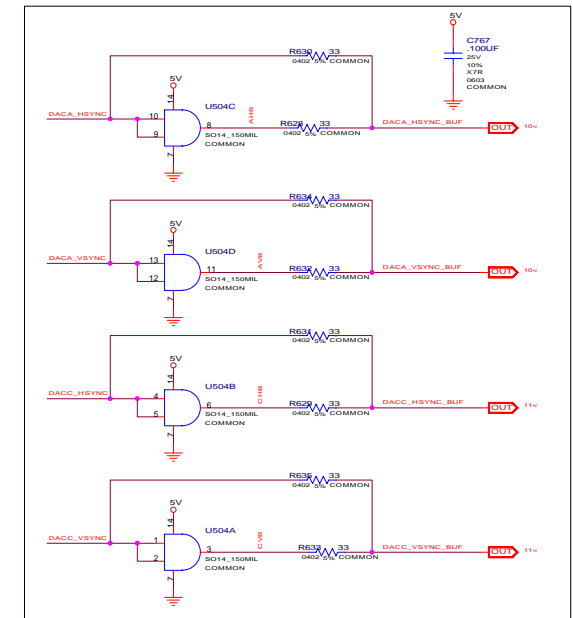 5V
C767
.100UF
25V
10%
X7R
0603
COMMON
R630 33
0402 5% COMMON
5V
14
U504C
DACA_HSYNC
10
9
8
AHB
R628 33
0402 5% COMMON
DACA_HSYNC_BUF
OUT 10<
SO14_150MIL
COMMON
7
R634 33
0402 5% COMMON
5V
14
U504D
DACA_VSYNC
13
12
11
AVB
R632 33
0402 5% COMMON
DACA_VSYNC_BUF
OUT 10<
SO14_150MIL
COMMON
7
R631 33
0402 5% COMMON
5V
14
U504B
DACC_HSYNC
4
5
6
CHB
R629 33
0402 5% COMMON
DACC_HSYNC_BUF
OUT 11<
SO14_150MIL
COMMON
7
R635 33
0402 5% COMMON
5V
14
U504A
DACC_VSYNC
1
2
3
CVB
R633 33
0402 5% COMMON
DACC_VSYNC_BUF
OUT 11<
SO14_150MIL
COMMON
7